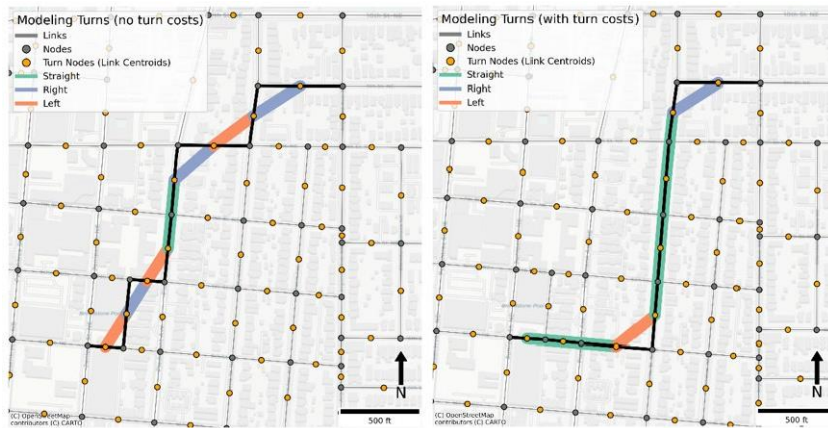 Modeling Turns (no turn costs)
Links
Nodes
Turn Nodes (Link Centroids)
Straight
Right
Left
N
500 ft
(C) OpenStreetMap
contributors (C) CARTO
Modeling Turns (with turn costs)
Links
Nodes
Turn Nodes (Link Centroids)
Straight
Right
Left
N
500 ft
(C) OpenStreetMap
contributors (C) CARTO